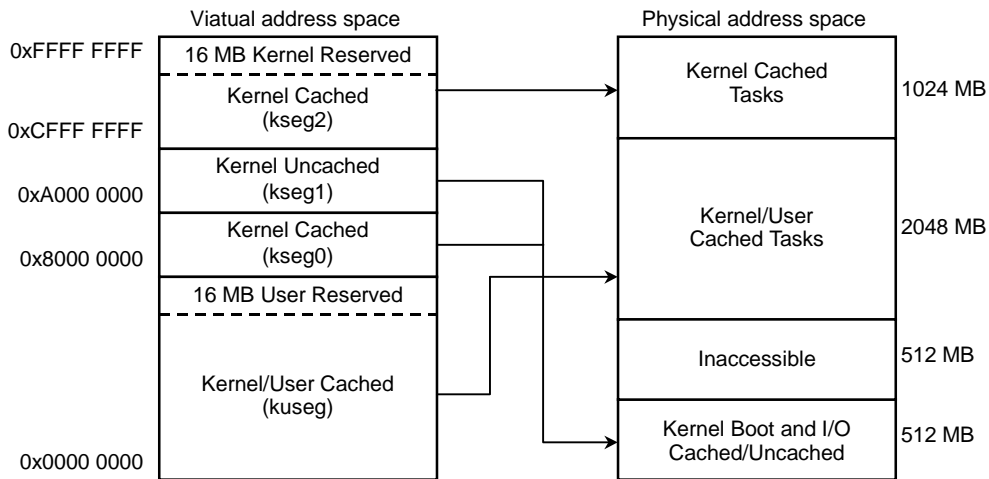 Viatual address space
Physical address space
0xFFFF FFFF
16 MB Kernel Reserved
Kernel Cached
(kseg2)
0xCFFF FFFF
Kernel Uncached
(kseg1)
0xA000 0000
Kernel Cached
(kseg0)
0x8000 0000
16 MB User Reserved
Kernel/User Cached
(kuseg)
0x0000 0000
Kernel Cached
Tasks
1024 MB
Kernel/User
Cached Tasks
2048 MB
Inaccessible
512 MB
Kernel Boot and I/O
Cached/Uncached
512 MB